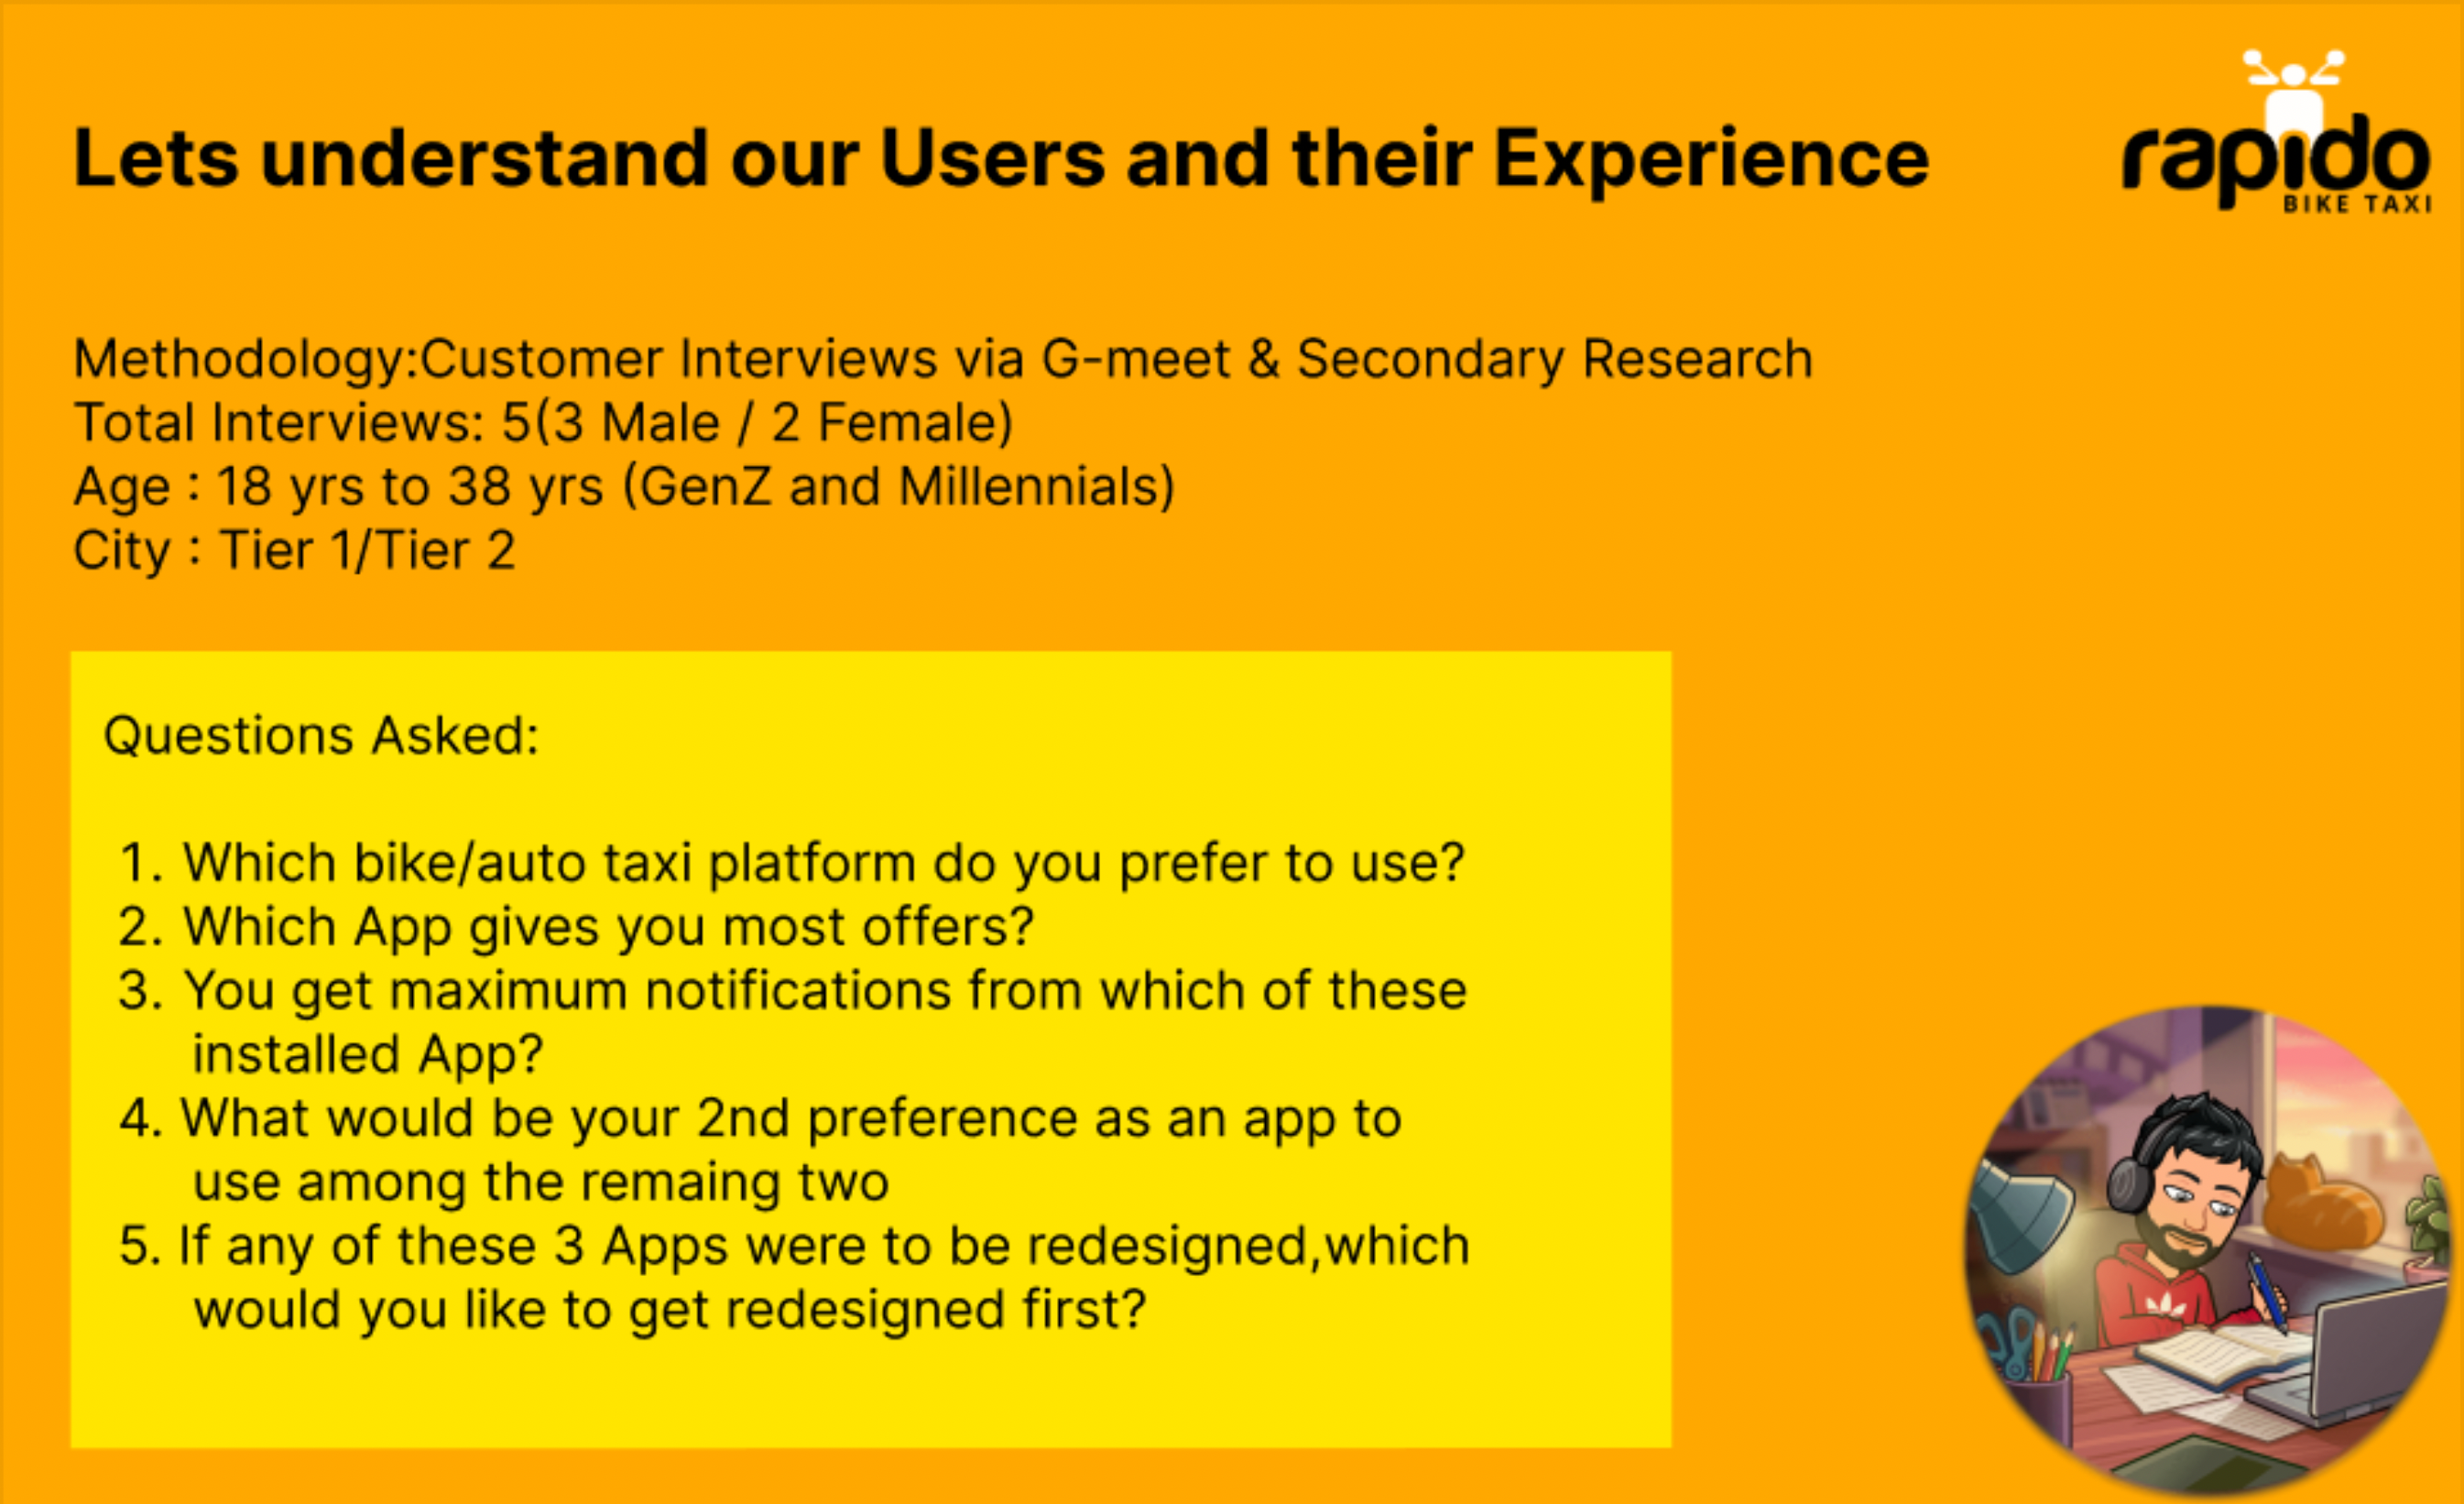 Lets understand our Users and their Experience
rapido
BIKE TAXI
Methodology:Customer Interviews via G-meet & Secondary Research
Total Interviews: 5(3 Male / 2 Female)
Age : 18 yrs to 38 yrs (GenZ and Millennials)
City : Tier 1/Tier 2
Questions Asked:
1. Which bike/auto taxi platform do you prefer to use?
2. Which App gives you most offers?
3. You get maximum notifications from which of these
installed App?
4. What would be your 2nd preference as an app to
use among the remaing two
5. If any of these 3 Apps were to be redesigned,which
would you like to get redesigned first?